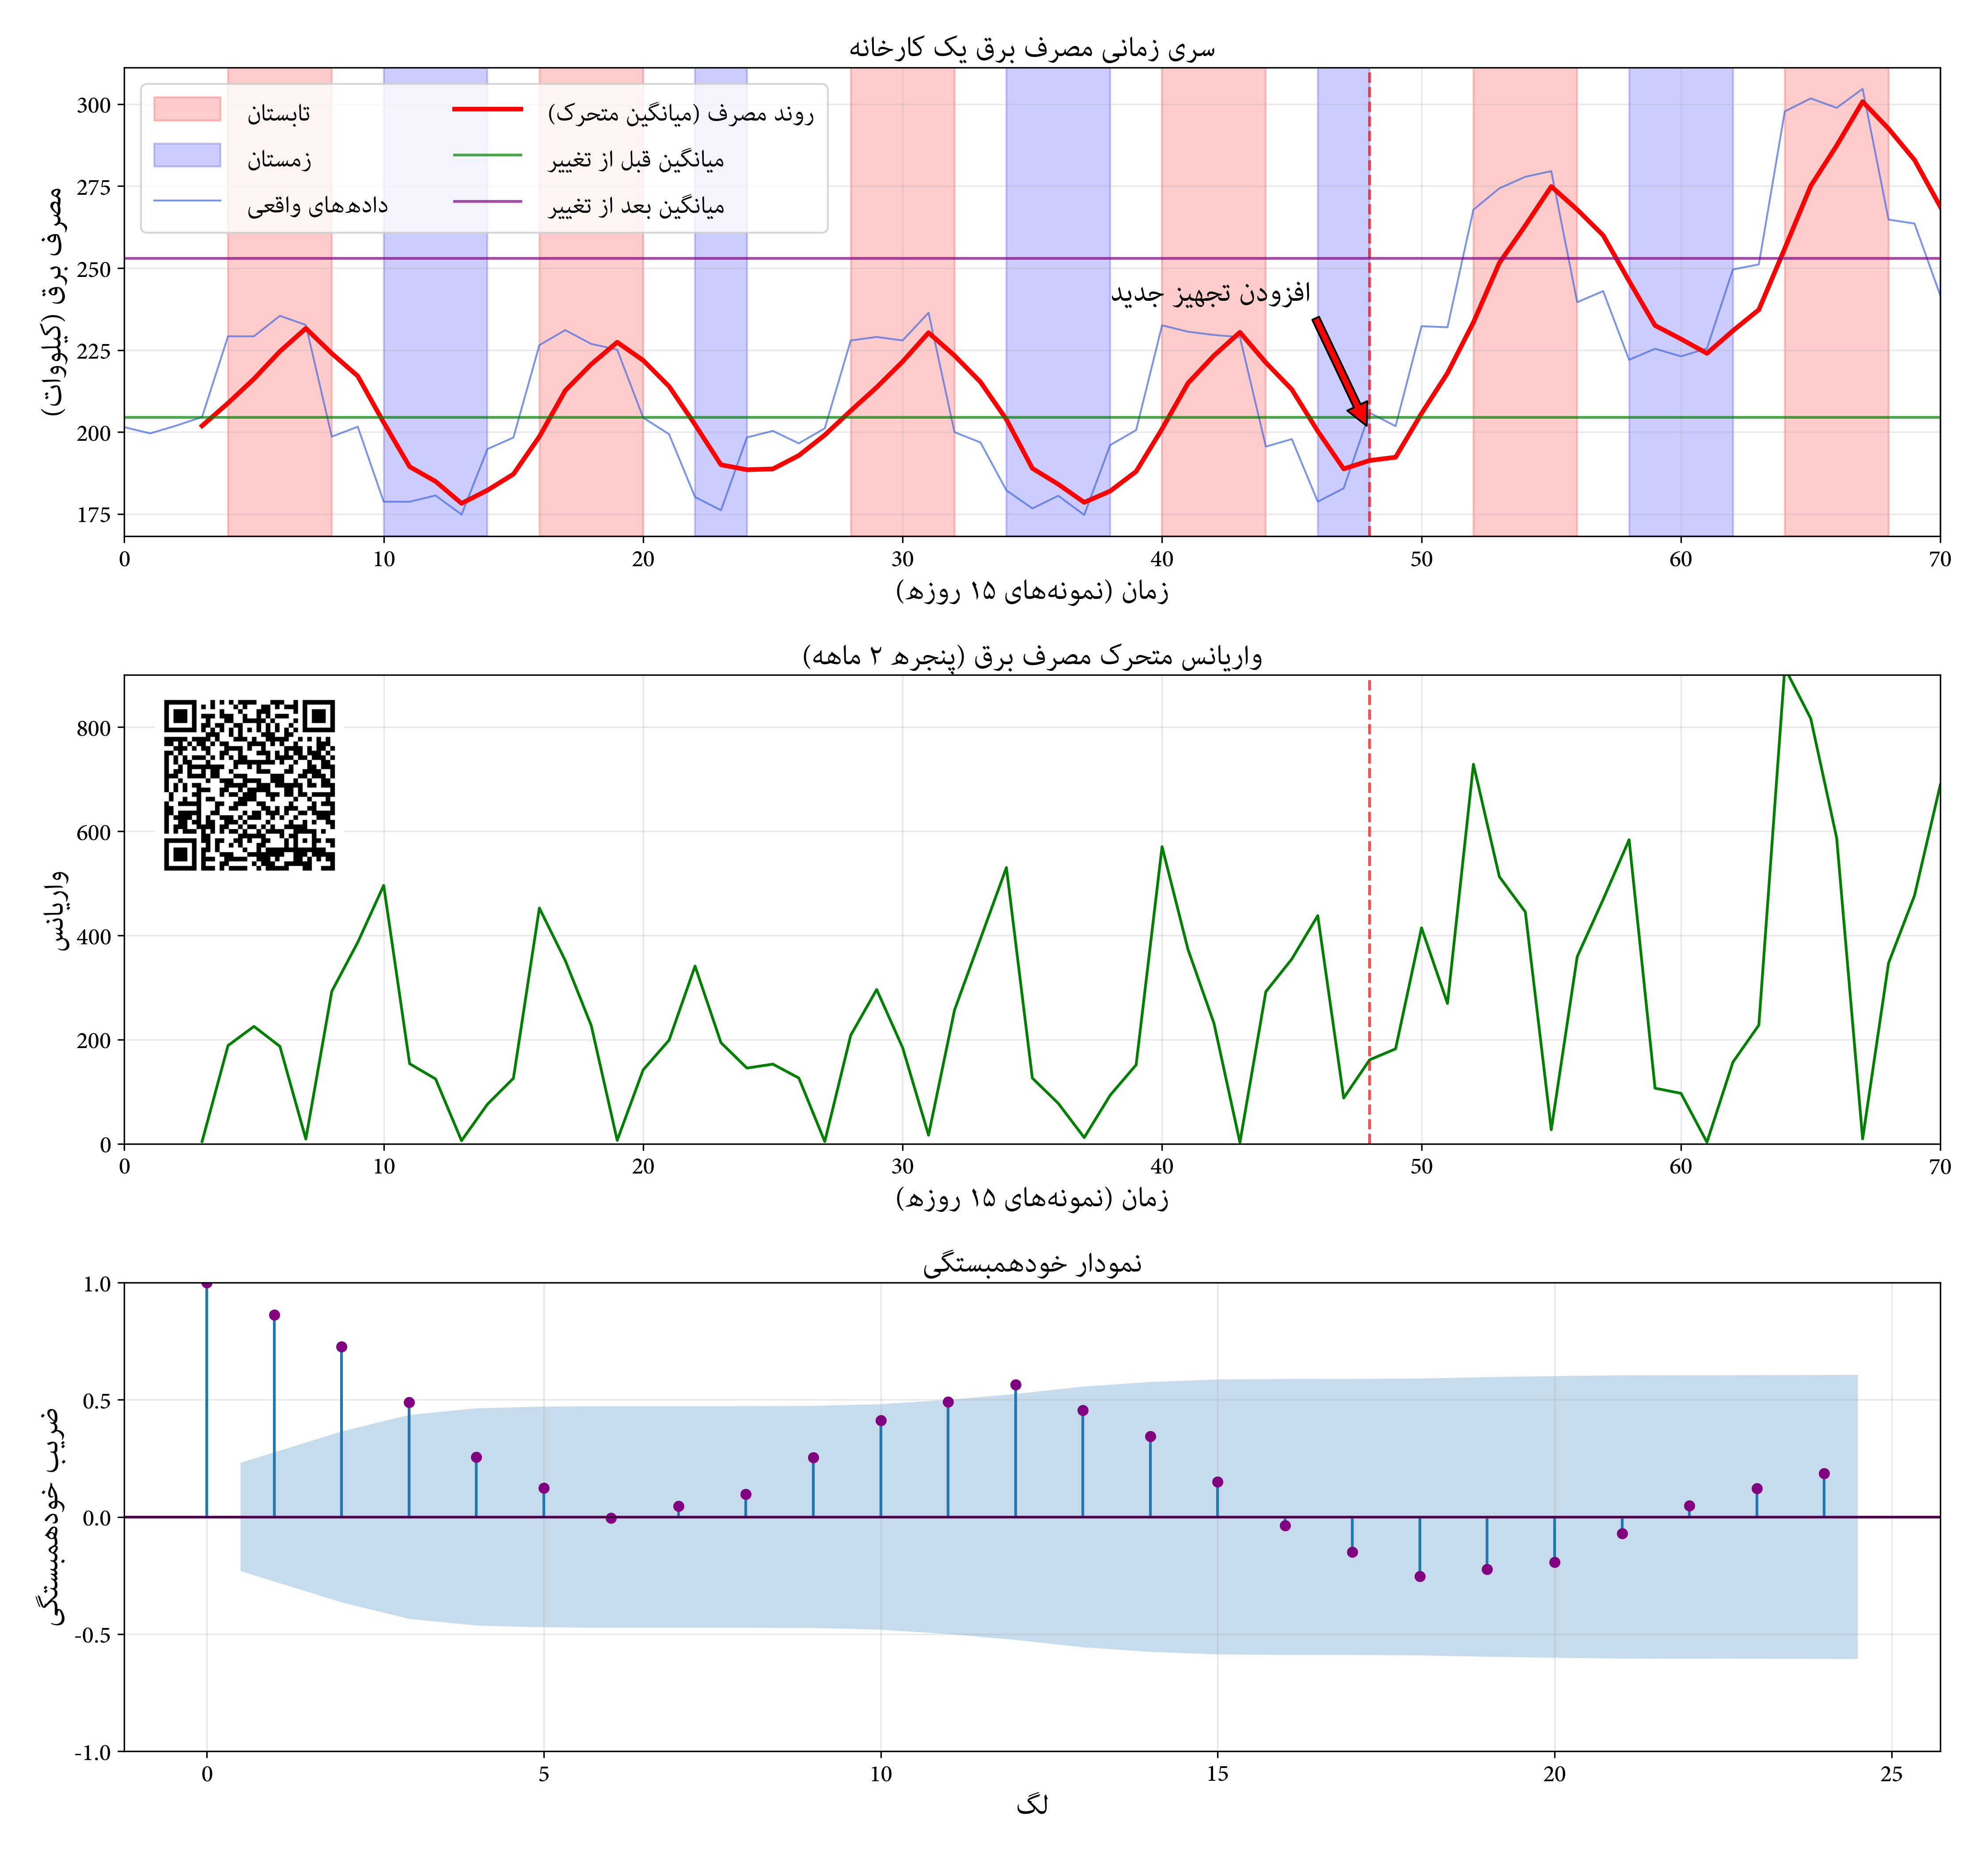 سری زمانی مصرف برق یک کارخانه
تابستان
زمستان
داده‌های واقعی
روند مصرف (میانگین متحرک)
میانگین قبل از تغییر
میانگین بعد از تغییر
افزودن تجهیز جدید
مصرف برق (کیلووات)
300
275
250
225
200
175
0 10 20 30 40 50 60 70
زمان (نمونه‌های ۱۵ روزه)
واریانس متحرک مصرف برق (پنجره ۲ ماهه)
واریانس
800
600
400
200
0
0 10 20 30 40 50 60 70
زمان (نمونه‌های ۱۵ روزه)
نمودار خودهمبستگی
ضریب خودهمبستگی
1.0
0.5
0.0
-0.5
-1.0
0 5 10 15 20 25
لگ